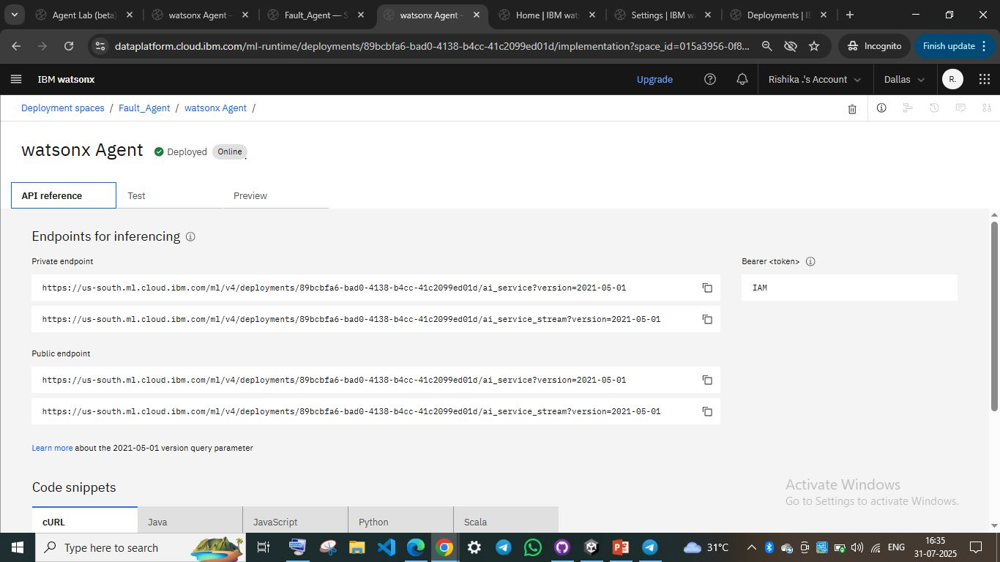 Agent Lab (beta)
watsonx Agent –
Fault_Agent — S
watsonx Agent –
Home | IBM wat
Settings | IBM w
Deployments | IE
dataplatform.cloud.ibm.com/ml-runtime/deployments/89bcbfa6-bad0-4138-b4cc-41c2099ed01d/implementation?space_id=015a3956-0f8...
Incognito
Finish update
IBM watsonx
Upgrade
Rishika .'s Account
Dallas
R.
Deployment spaces / Fault_Agent / watsonx Agent /
watsonx Agent
Deployed
Online
API reference
Test
Preview
Endpoints for inferencing
Private endpoint
Bearer <token>
https://us-south.ml.cloud.ibm.com/ml/v4/deployments/89bcbfa6-bad0-4138-b4cc-41c2099ed01d/ai_service?version=2021-05-01
IAM
https://us-south.ml.cloud.ibm.com/ml/v4/deployments/89bcbfa6-bad0-4138-b4cc-41c2099ed01d/ai_service_stream?version=2021-05-01
Public endpoint
https://us-south.ml.cloud.ibm.com/ml/v4/deployments/89bcbfa6-bad0-4138-b4cc-41c2099ed01d/ai_service?version=2021-05-01
https://us-south.ml.cloud.ibm.com/ml/v4/deployments/89bcbfa6-bad0-4138-b4cc-41c2099ed01d/ai_service_stream?version=2021-05-01
Learn more about the 2021-05-01 version query parameter
Code snippets
Activate Windows
Go to Settings to activate Windows.
cURL
Java
JavaScript
Python
Scala
Type here to search
31°C
ENG
16:35
31-07-2025